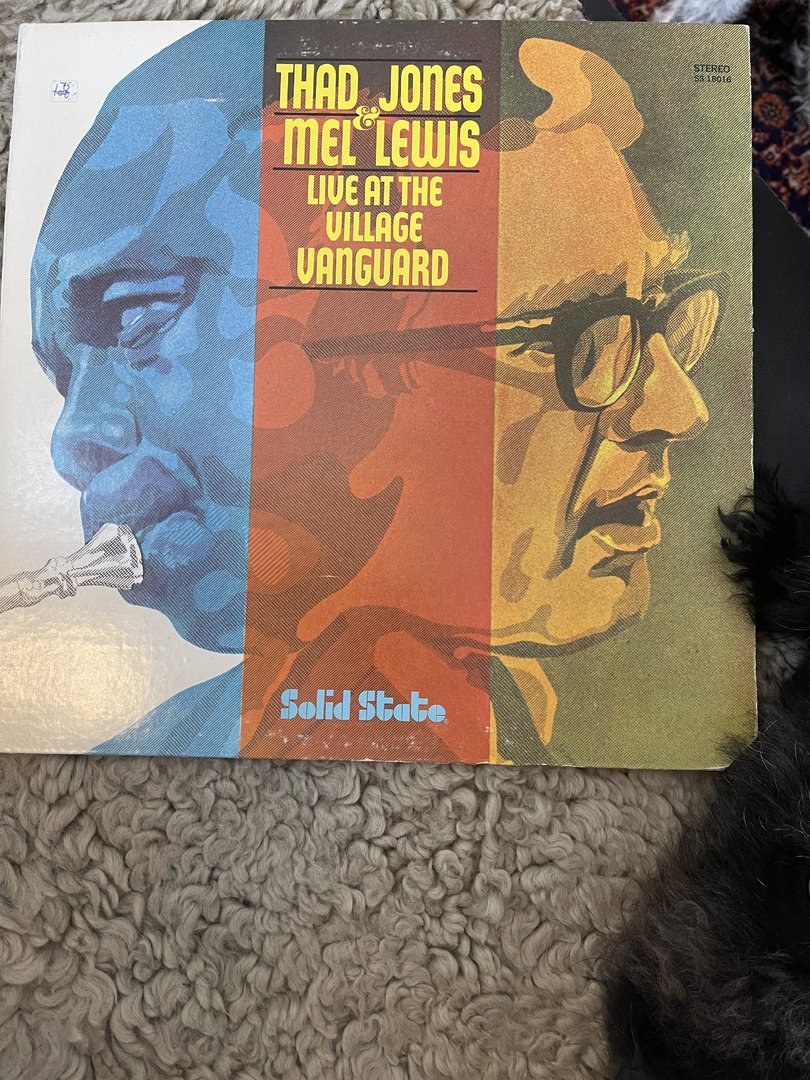 THAD JONES
&
MEL LEWIS
LIVE AT THE
VILLAGE
VANGUARD
STEREO
SS 18016
Solid State